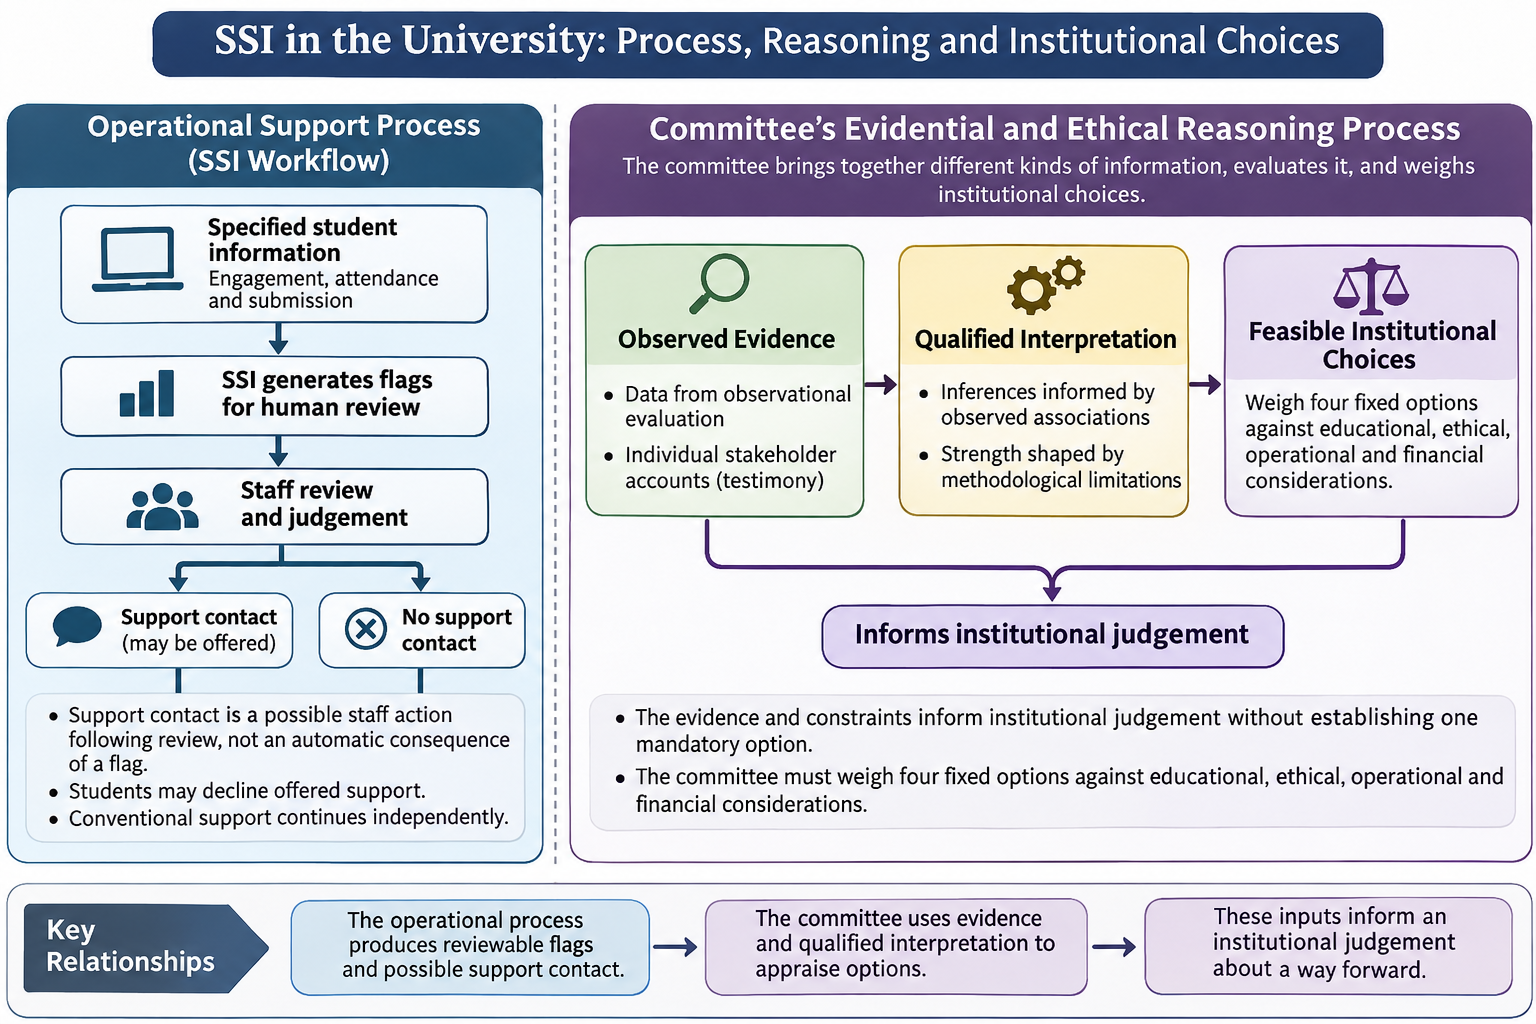 SSI in the University: Process, Reasoning and Institutional Choices
Operational Support Process
(SSI Workflow)
Specified student
information
Engagement, attendance
and submission
SSI generates flags
for human review
Staff review
and judgement
Support contact
(may be offered)
No support
contact
• Support contact is a possible staff action
following review, not an automatic consequence
of a flag.
• Students may decline offered support.
• Conventional support continues independently.
Committee’s Evidential and Ethical Reasoning Process
The committee brings together different kinds of information, evaluates it, and weighs
institutional choices.
Observed Evidence
• Data from observational
evaluation
• Individual stakeholder
accounts (testimony)
Qualified Interpretation
• Inferences informed by
observed associations
• Strength shaped by
methodological limitations
Feasible Institutional
Choices
Weigh four fixed options
against educational, ethical,
operational and financial
considerations.
Informs institutional judgement
• The evidence and constraints inform institutional judgement without establishing one
mandatory option.
• The committee must weigh four fixed options against educational, ethical, operational and
financial considerations.
Key
Relationships
The operational process
produces reviewable flags
and possible support contact.
The committee uses evidence
and qualified interpretation to
appraise options.
These inputs inform an
institutional judgement
about a way forward.